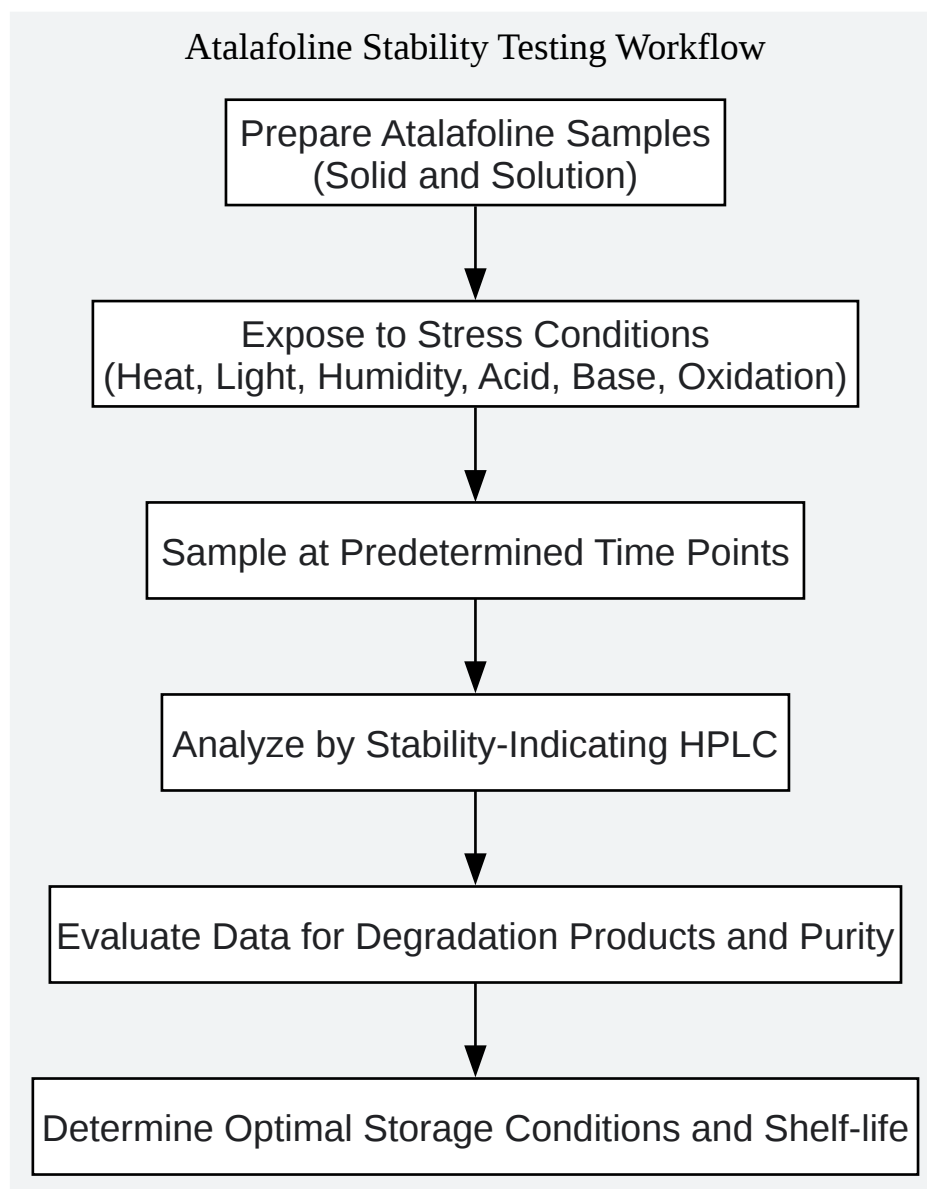 Atalafoline Stability Testing Workflow
Prepare Atalafoline Samples
(Solid and Solution)
Expose to Stress Conditions
(Heat, Light, Humidity, Acid, Base, Oxidation)
Sample at Predetermined Time Points
Analyze by Stability-Indicating HPLC
Evaluate Data for Degradation Products and Purity
Determine Optimal Storage Conditions and Shelf-life